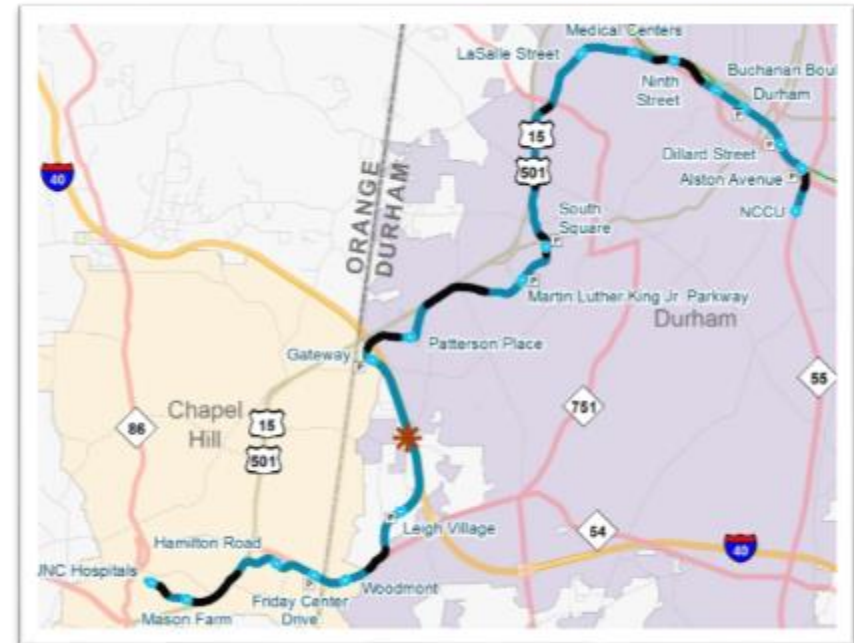 Medical Centers
LaSalle Street
Buchanan Boul
Ninth
Street
Durham
15
501
Dillard Street
Alston Avenue
NCCU
40
ORANGE
DURHAM
South
Square
Martin Luther King Jr. Parkway
Durham
Gateway
Patterson Place
55
751
Chapel
Hill
86
15
501
Leigh Village
54
40
Hamilton Road
UNC Hospitals
Woodmont
Friday Center
Drive
Mason Farm